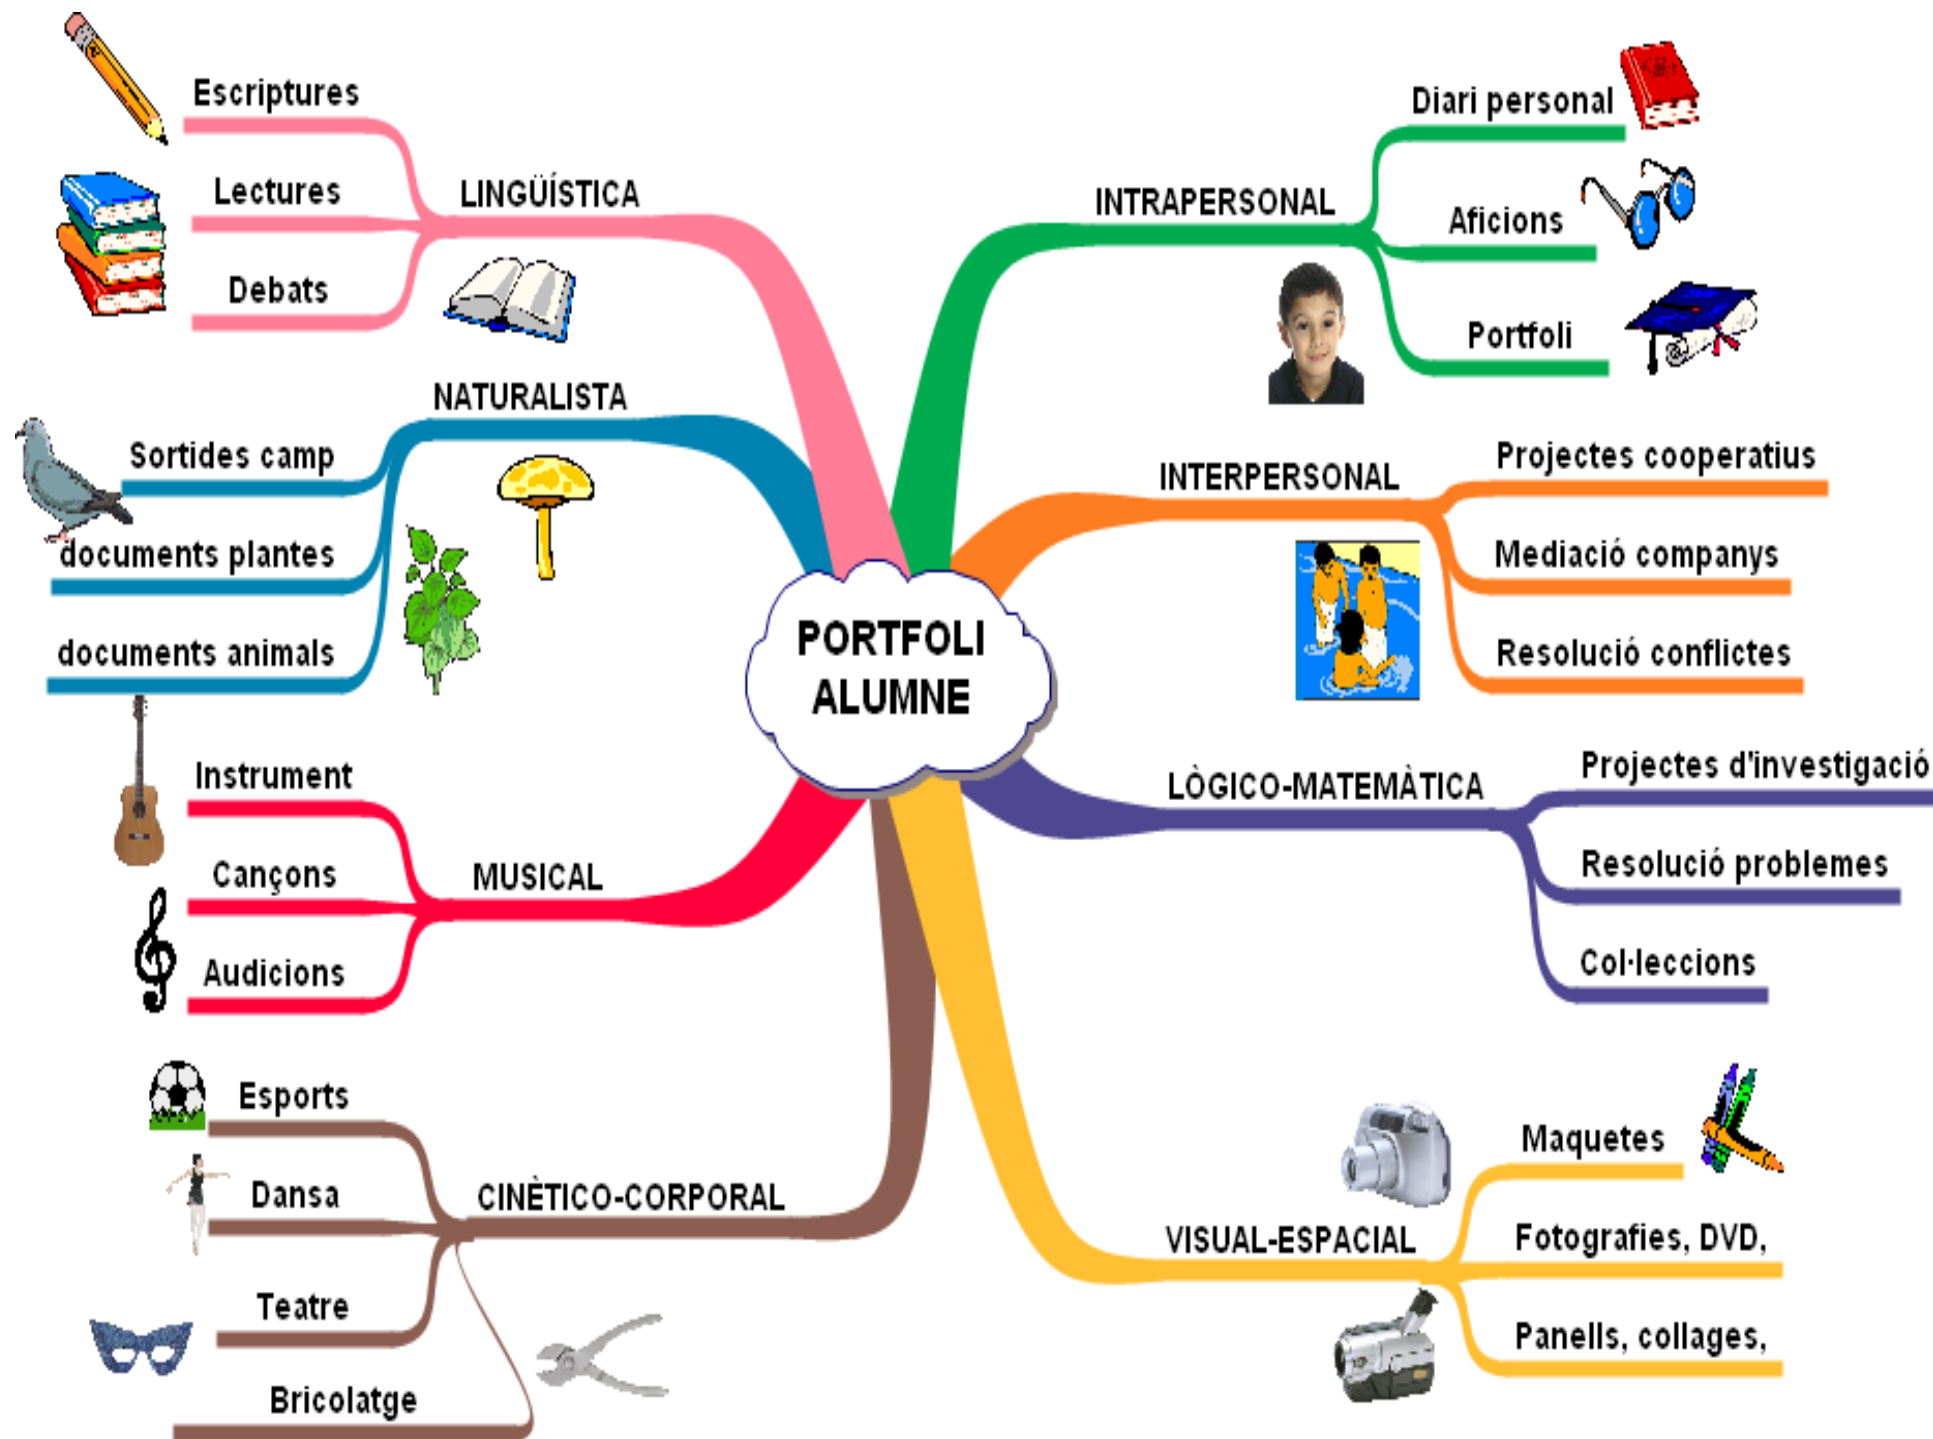 PORTFOLI
ALUMNE
LINGÜÍSTICA
Escriptures
Lectures
Debats
NATURALISTA
Sortides camp
documents plantes
documents animals
MUSICAL
Instrument
Cançons
Audicions
CINÈTICO-CORPORAL
Esports
Dansa
Teatre
Bricolatge
INTRAPERSONAL
Diari personal
Aficions
Portfoli
INTERPERSONAL
Projectes cooperatius
Mediació companys
Resolució conflictes
LÒGICO-MATEMÀTICA
Projectes d'investigació
Resolució problemes
Col·leccions
VISUAL-ESPACIAL
Maquetes
Fotografies, DVD,
Panells, collages,